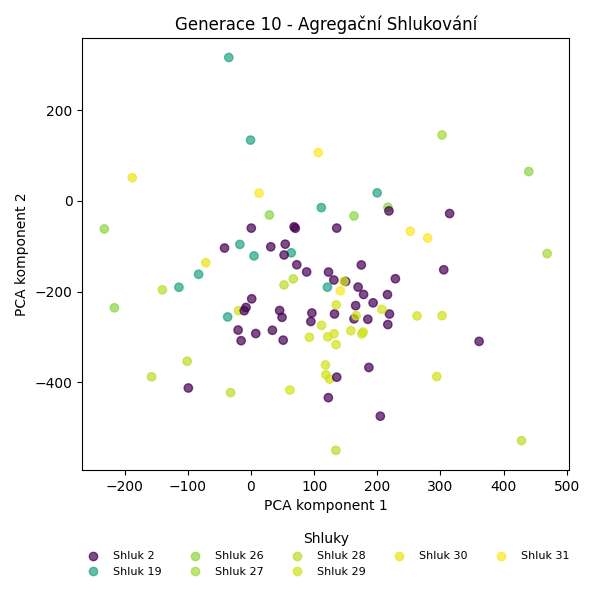 Generace 10 - Agregační Shlukování
200
0
−200
−400
PCA komponent 2
−200 −100 0 100 200 300 400 500
PCA komponent 1
Shluky
Shluk 2 Shluk 26 Shluk 28 Shluk 30 Shluk 31
Shluk 19 Shluk 27 Shluk 29